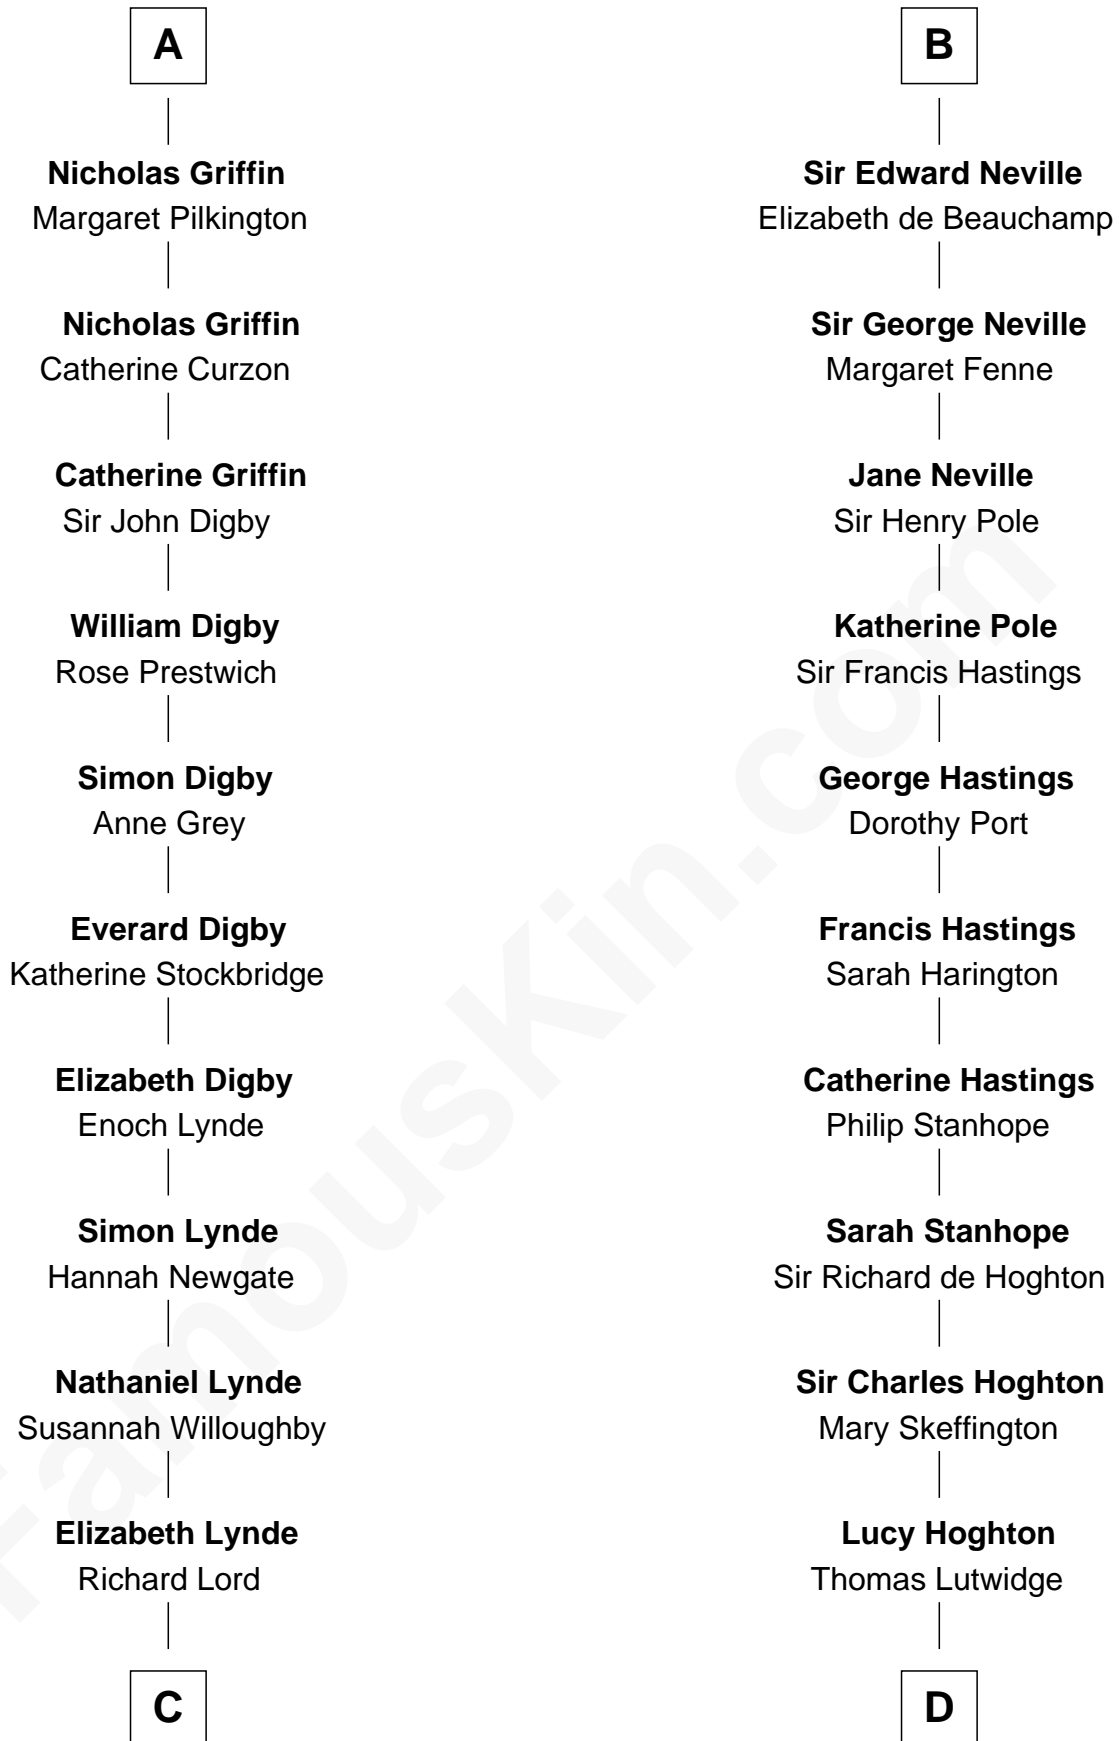 A
Nicholas Griffin
Margaret Pilkington
Nicholas Griffin
Catherine Curzon
Catherine Griffin
Sir John Digby
William Digby
Rose Prestwich
Simon Digby
Anne Grey
Everard Digby
Katherine Stockbridge
Elizabeth Digby
Enoch Lynde
Simon Lynde
Hannah Newgate
Nathaniel Lynde
Susannah Willoughby
Elizabeth Lynde
Richard Lord
C
B
Sir Edward Neville
Elizabeth de Beauchamp
Sir George Neville
Margaret Fenne
Jane Neville
Sir Henry Pole
Katherine Pole
Sir Francis Hastings
George Hastings
Dorothy Port
Francis Hastings
Sarah Harington
Catherine Hastings
Philip Stanhope
Sarah Stanhope
Sir Richard de Hoghton
Sir Charles Hoghton
Mary Skeffington
Lucy Hoghton
Thomas Lutwidge
D
FamousKin.com